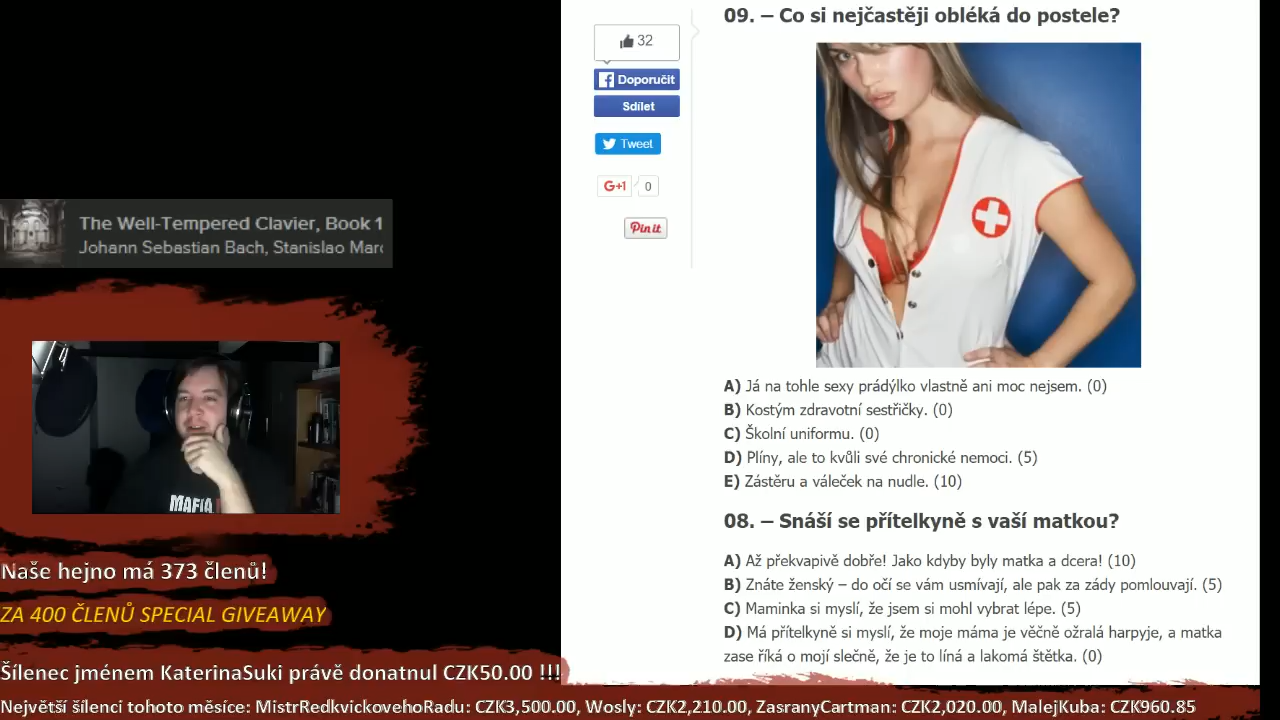 09. – Co si nejčastěji obléká do postele?
32
Doporučit
Sdílet
Tweet
G+1 0
Pin it
The Well-Tempered Clavier, Book 1
Johann Sebastian Bach, Stanislao Marc
MAFIA
A) Já na tohle sexy prádýlko vlastně ani moc nejsem. (0)
B) Kostým zdravotní sestřičky. (0)
C) Školní uniformu. (0)
D) Plíny, ale to kvůli své chronické nemoci. (5)
E) Zástěru a váleček na nudle. (10)
08. – Snáší se přítelkyně s vaší matkou?
A) Až překvapivě dobře! Jako kdyby byly matka a dcera! (10)
B) Znáte ženský – do očí se vám usmívají, ale pak za zády pomlouvají. (5)
C) Maminka si myslí, že jsem si mohl vybrat lépe. (5)
D) Má přítelkyně si myslí, že moje máma je věčně ožralá harpyje, a matka
zase říká o mojí slečně, že je to líná a lakomá štětka. (0)
Naše hejno má 373 členů!
ZA 400 ČLENŮ SPECIAL GIVEAWAY
Šílenec jménem KaterinaSuki právě donatnul CZK50.00 !!!
Největší šílenci tohoto měsíce: MistrRedkvickovehoRadu: CZK3,500.00, Wosly: CZK2,210.00, ZasranyCartman: CZK2,020.00, MalejKuba: CZK960.85